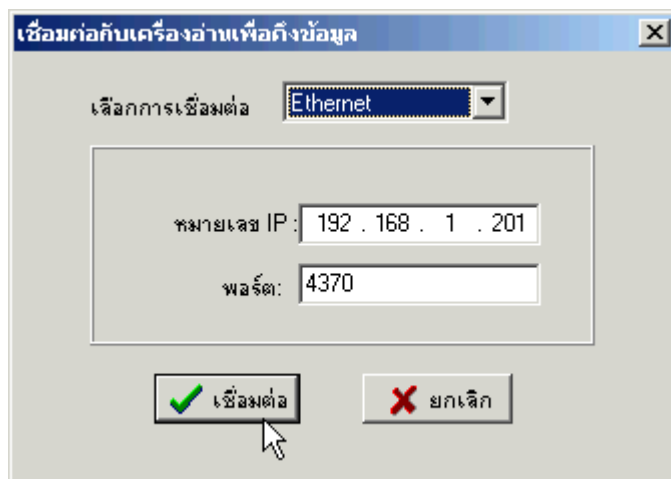 เชื่อมต่อกับเครื่องอ่านเพื่อดึงข้อมูล
เลือกการเชื่อมต่อ Ethernet
หมายเลข IP : 192 . 168 . 1 . 201
พอร์ต: 4370
เชื่อมต่อ ยกเลิก